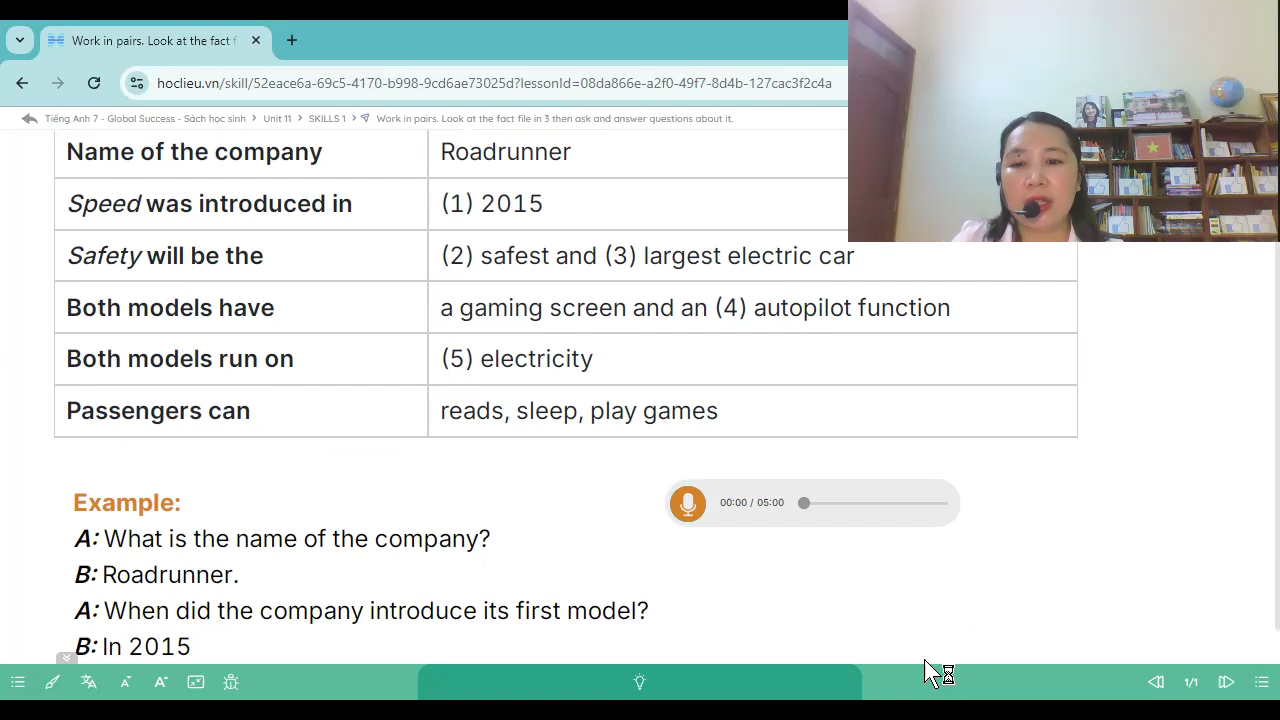 Work in pairs. Look at the fact f
hoclieu.vn/skill/52eace6a-69c5-4170-b998-9cd6ae73025d?lessonId=08da866e-a2f0-49f7-8d4b-127cac3f2c4a
Tiếng Anh 7 - Global Success - Sách học sinh > Unit 11 > SKILLS 1 > Work in pairs. Look at the fact file in 3 then ask and answer questions about it.
Name of the company Roadrunner
Speed was introduced in (1) 2015
Safety will be the (2) safest and (3) largest electric car
Both models have a gaming screen and an (4) autopilot function
Both models run on (5) electricity
Passengers can reads, sleep, play games
Example:
00:00 / 05:00
A: What is the name of the company?
B: Roadrunner.
A: When did the company introduce its first model?
B: In 2015
1/1